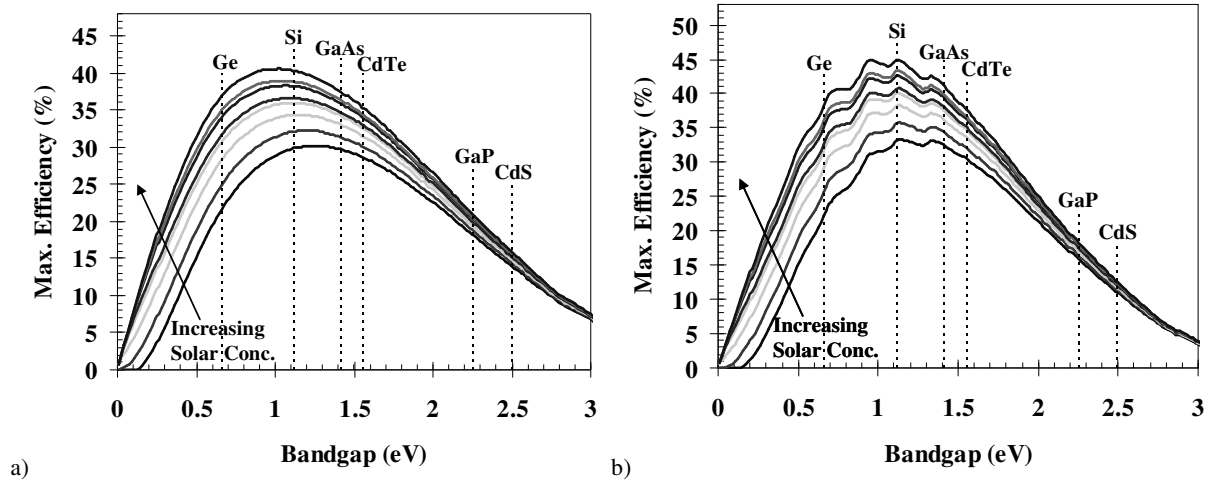 45
40
35
30
25
20
15
10
5
0
Max. Efficiency (%)
Ge
Si
GaAs
CdTe
GaP
CdS
Increasing
Solar Conc.
0 0.5 1 1.5 2 2.5 3
Bandgap (eV)
a)
50
45
40
35
30
25
20
15
10
5
0
Max. Efficiency (%)
Ge
Si
GaAs
CdTe
GaP
CdS
Increasing
Solar Conc.
0 0.5 1 1.5 2 2.5 3
Bandgap (eV)
b)